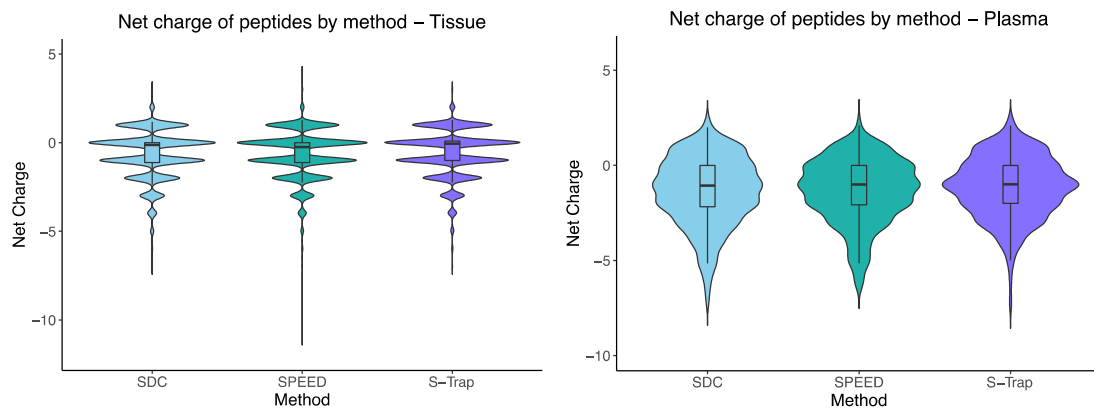 Net charge of peptides by method – Tissue
5
0
−5
−10
Net Charge
SDC SPEED S−Trap
Method
Net charge of peptides by method – Plasma
5
0
−5
−10
Net Charge
SDC SPEED S−Trap
Method